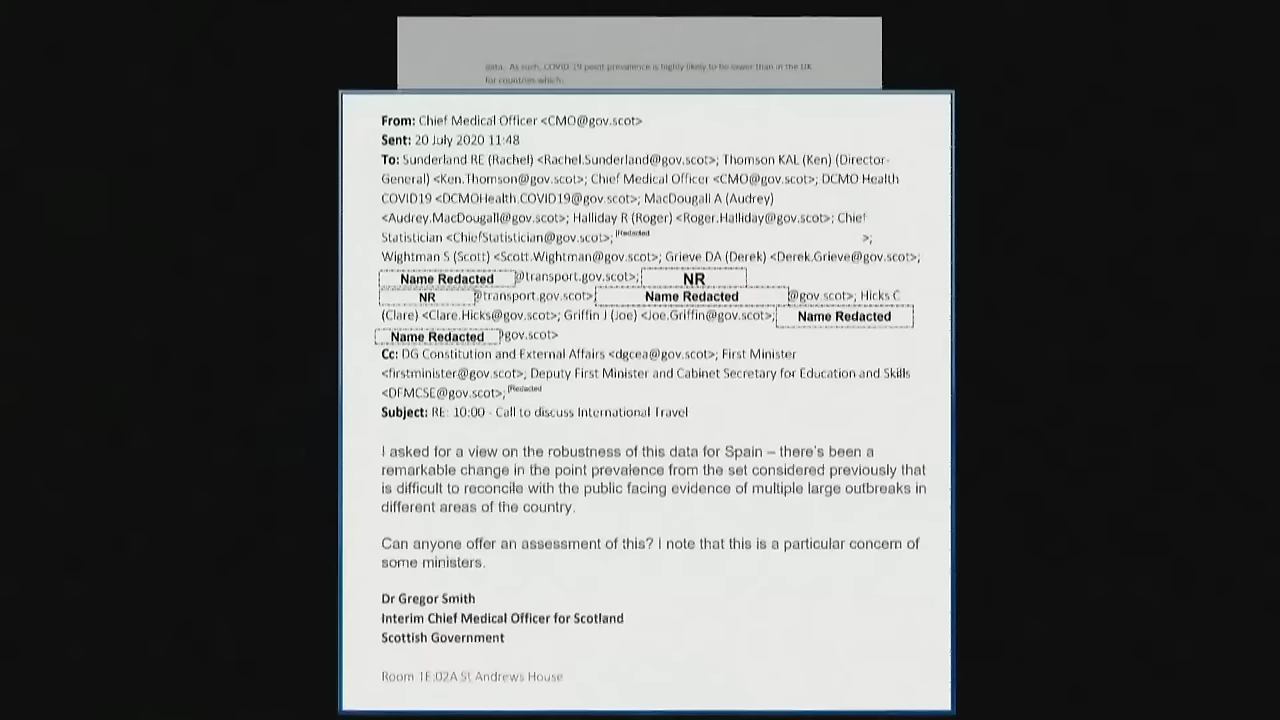 data. As such, COVID 19 point prevalence is highly likely to be lower than in the UK
for countries which:
From: Chief Medical Officer <CMO@gov.scot>
Sent: 20 July 2020 11:48
To: Sunderland RE (Rachel) <Rachel.Sunderland@gov.scot>; Thomson KAL (Ken) (Director-
General) <Ken.Thomson@gov.scot>; Chief Medical Officer <CMO@gov.scot>; DCMO Health
COVID19 <DCMOHealth.COVID19@gov.scot>; MacDougall A (Audrey)
<Audrey.MacDougall@gov.scot>; Halliday R (Roger) <Roger.Halliday@gov.scot>; Chief
Statistician <ChiefStatistician@gov.scot>; [Redacted >;
Wightman S (Scott) <Scott.Wightman@gov.scot>; Grieve DA (Derek) <Derek.Grieve@gov.scot>;
Name Redacted @transport.gov.scot>; NR
NR @transport.gov.scot>; Name Redacted @gov.scot>; Hicks C
(Clare) <Clare.Hicks@gov.scot>; Griffin J (Joe) <Joe.Griffin@gov.scot>; Name Redacted
Name Redacted gov.scot>
Cc: DG Constitution and External Affairs <dgcea@gov.scot>; First Minister
<firstminister@gov.scot>; Deputy First Minister and Cabinet Secretary for Education and Skills
<DFMCSE@gov.scot>; [Redacted
Subject: RE: 10:00 - Call to discuss International Travel
I asked for a view on the robustness of this data for Spain – there's been a
remarkable change in the point prevalence from the set considered previously that
is difficult to reconcile with the public facing evidence of multiple large outbreaks in
different areas of the country.
Can anyone offer an assessment of this? I note that this is a particular concern of
some ministers.
Dr Gregor Smith
Interim Chief Medical Officer for Scotland
Scottish Government
Room 1E:02A St Andrews House